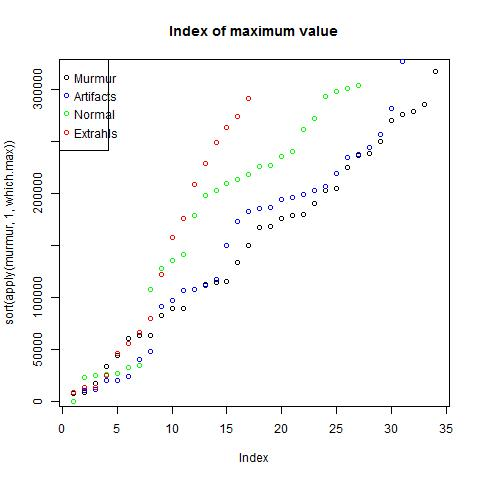 Index of maximum value
Murmur
Artifacts
Normal
Extrahls
sort(apply(murmur, 1, which.max))
0
50000
100000
200000
300000
0
5
10
15
20
25
30
35
Index